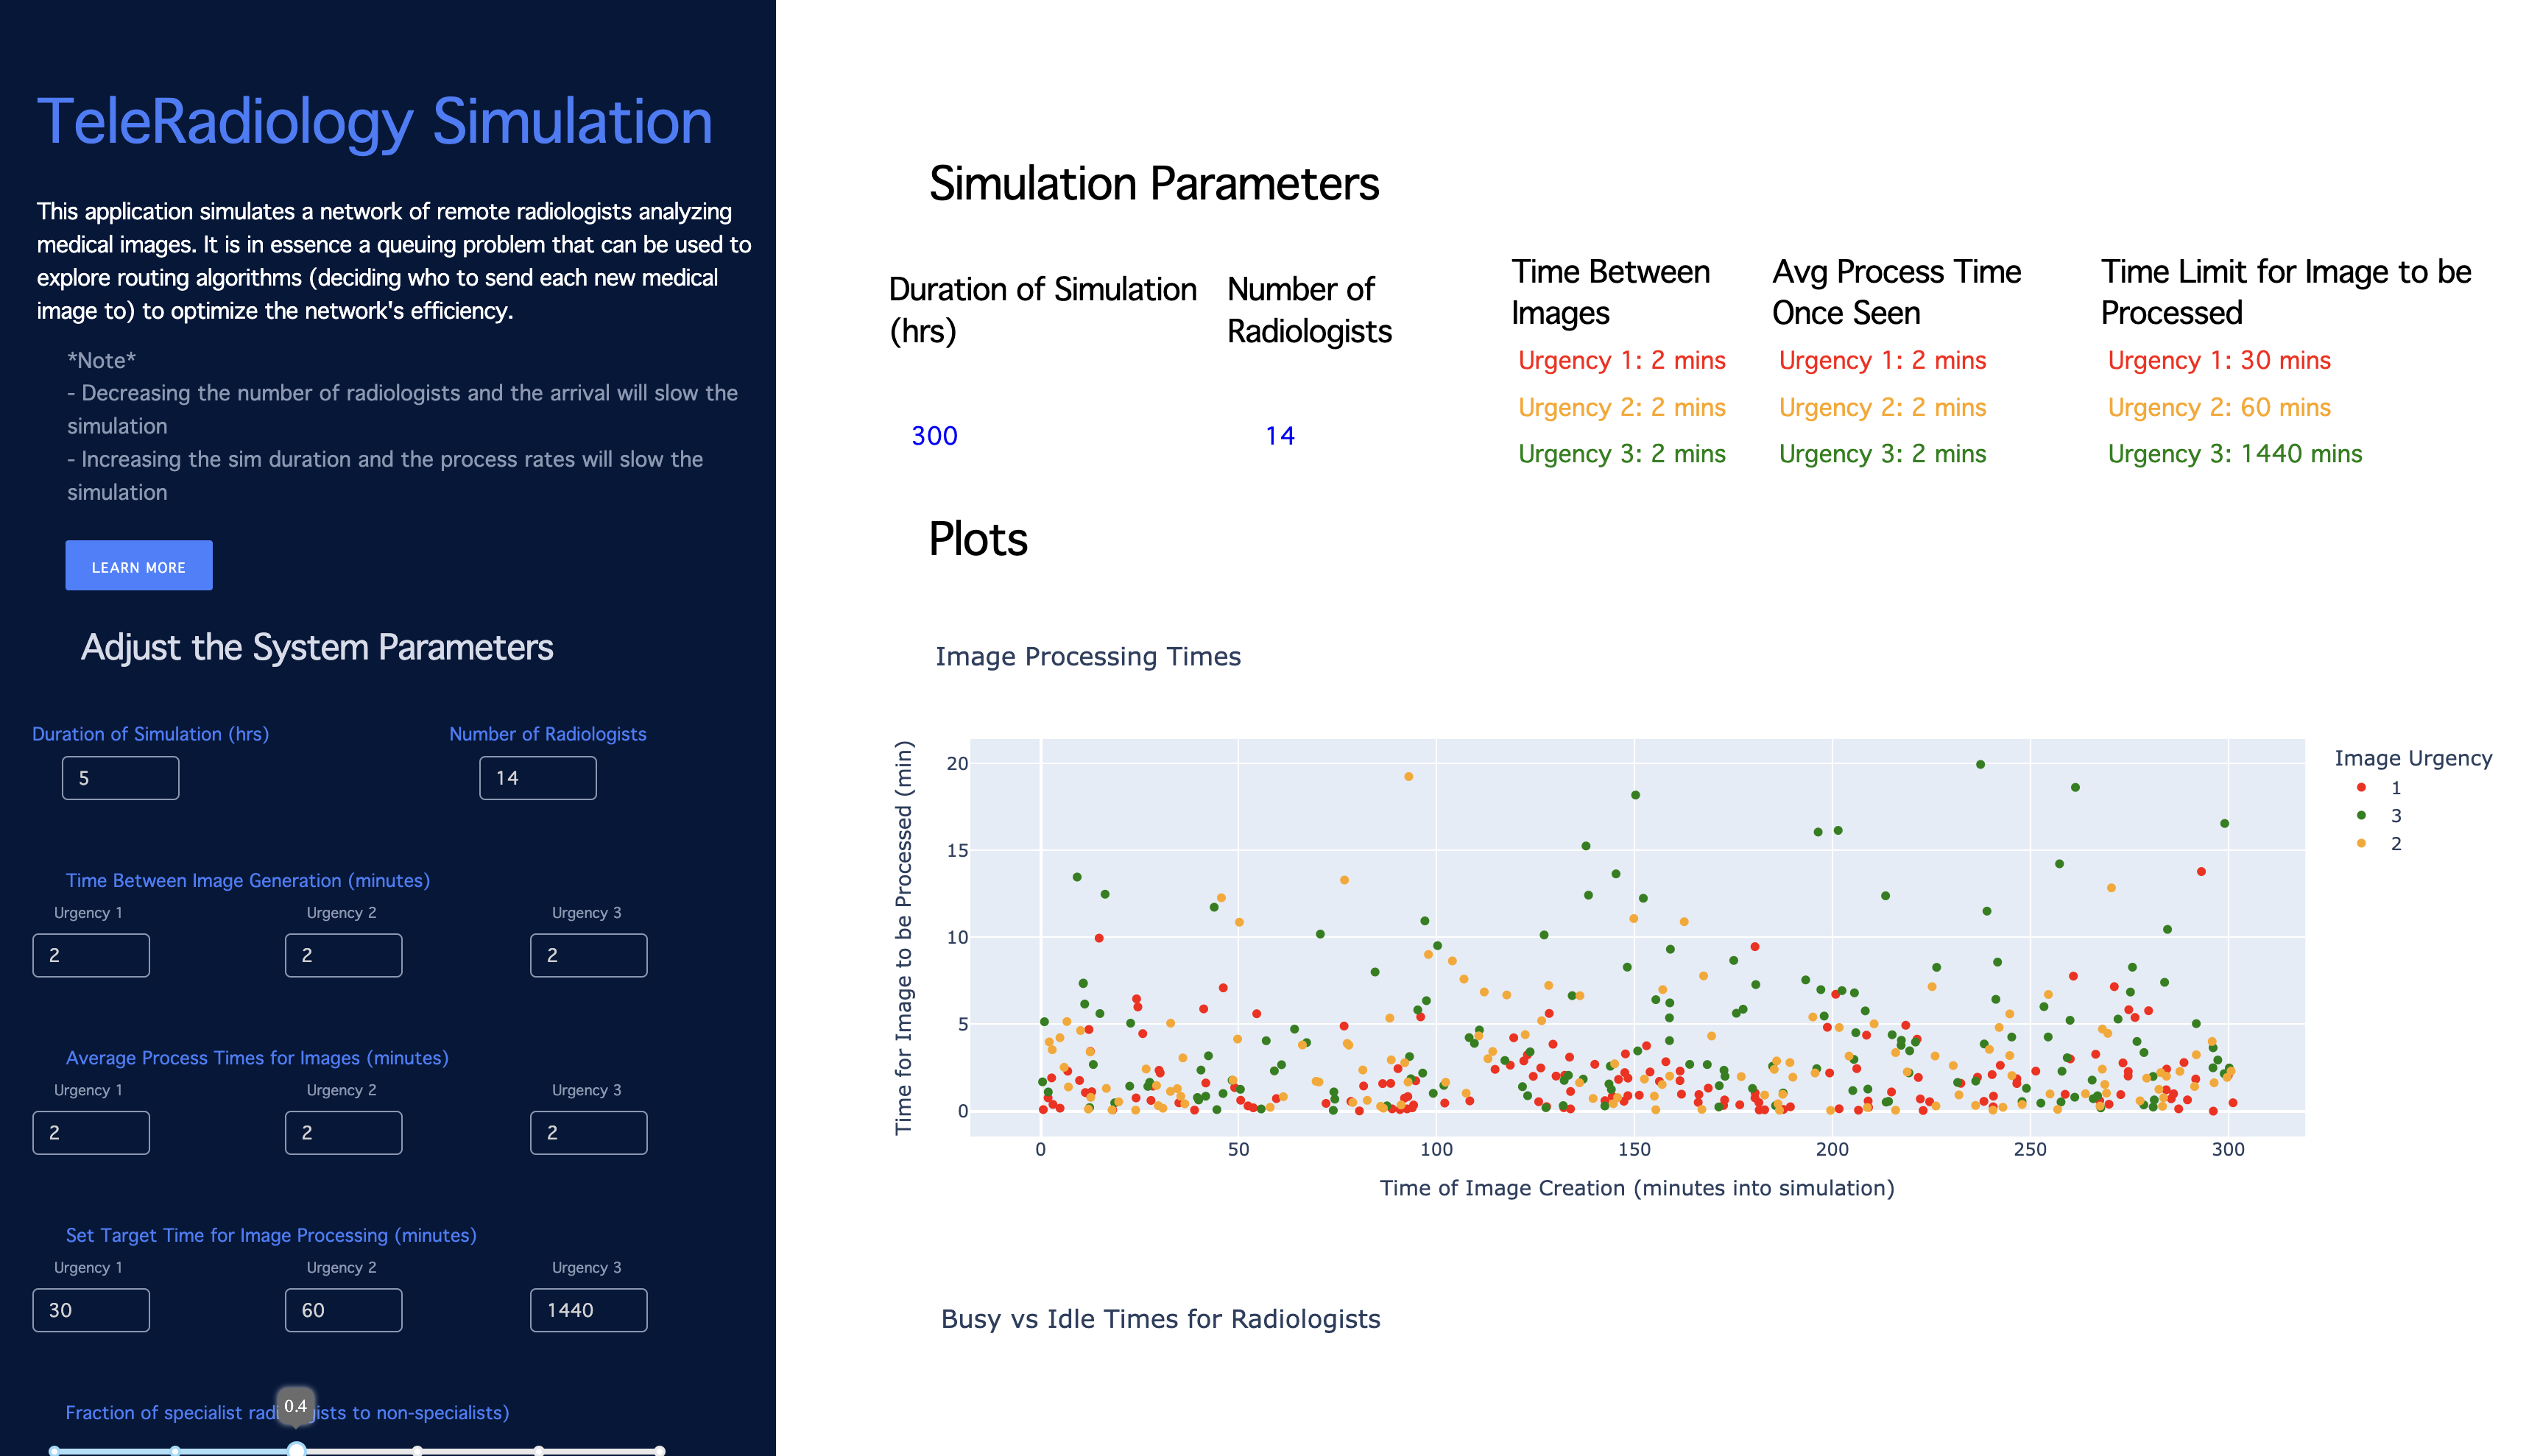 TeleRadiology Simulation
This application simulates a network of remote radiologists analyzing
medical images. It is in essence a queuing problem that can be used to
explore routing algorithms (deciding who to send each new medical
image to) to optimize the network's efficiency.
*Note*
- Decreasing the number of radiologists and the arrival will slow the
simulation
- Increasing the sim duration and the process rates will slow the
simulation
LEARN MORE
Adjust the System Parameters
Duration of Simulation (hrs) Number of Radiologists
5 14
Time Between Image Generation (minutes)
Urgency 1 Urgency 2 Urgency 3
2 2 2
Average Process Times for Images (minutes)
Urgency 1 Urgency 2 Urgency 3
2 2 2
Set Target Time for Image Processing (minutes)
Urgency 1 Urgency 2 Urgency 3
30 60 1440
0.4
Fraction of specialist to non-specialists)
Simulation Parameters
Duration of Simulation
(hrs)
300
Number of
Radiologists
14
Time Between
Images
Urgency 1: 2 mins
Urgency 2: 2 mins
Urgency 3: 2 mins
Avg Process Time
Once Seen
Urgency 1: 2 mins
Urgency 2: 2 mins
Urgency 3: 2 mins
Time Limit for Image to be
Processed
Urgency 1: 30 mins
Urgency 2: 60 mins
Urgency 3: 1440 mins
Plots
Image Processing Times
Time for Image to be Processed (min)
20
15
10
5
0
0 50 100 150 200 250 300
Time of Image Creation (minutes into simulation)
Image Urgency
1
3
2
Busy vs Idle Times for Radiologists